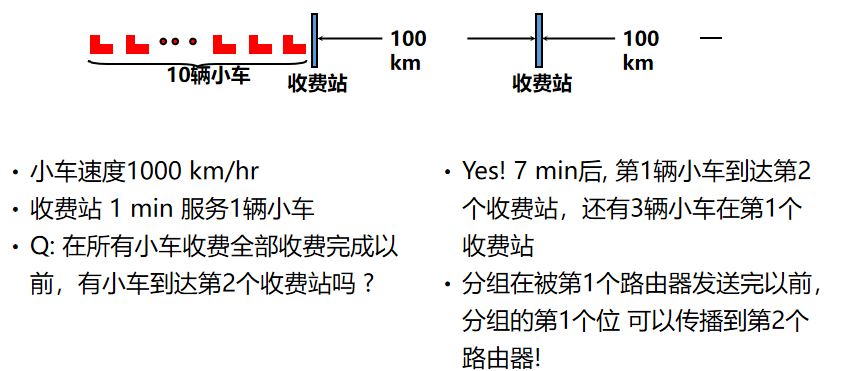 100
km
100
km
10辆小车
收费站
收费站
• 小车速度1000 km/hr
• 收费站 1 min 服务1辆小车
• Q: 在所有小车收费全部收费完成以
前，有小车到达第2个收费站吗？
• Yes! 7 min后, 第1辆小车到达第2
个收费站，还有3辆小车在第1个
收费站
• 分组在被第1个路由器发送完以前，
分组的第1个位 可以传播到第2个
路由器!